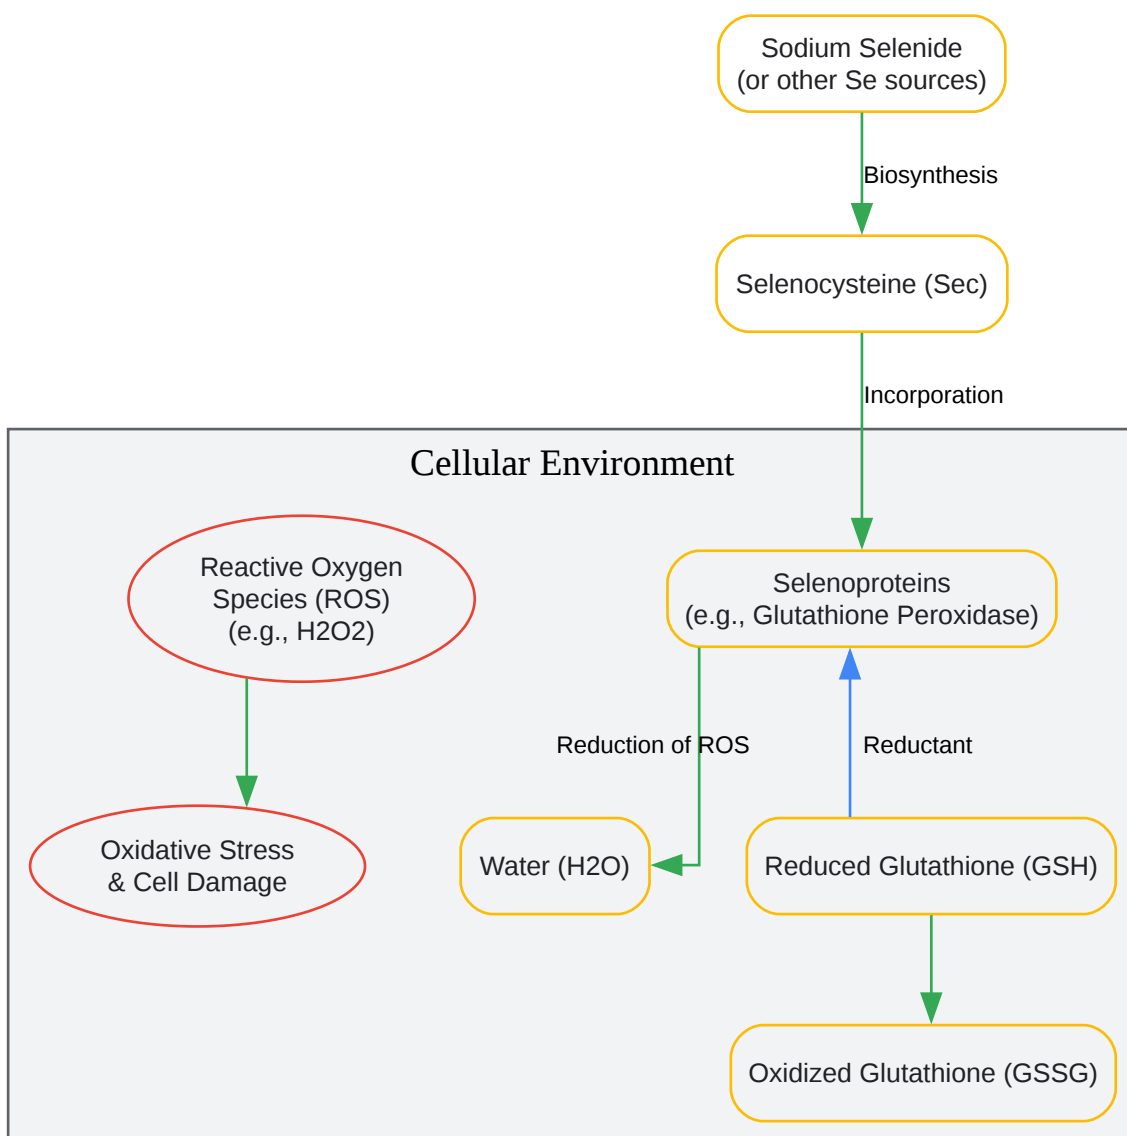 Sodium Selenide
(or other Se sources)
Biosynthesis
Selenocysteine (Sec)
Incorporation
Cellular Environment
Reactive Oxygen
Species (ROS)
(e.g., H2O2)
Selenoproteins
(e.g., Glutathione Peroxidase)
Reduction of ROS
Reductant
Oxidative Stress
& Cell Damage
Water (H2O)
Reduced Glutathione (GSH)
Oxidized Glutathione (GSSG)